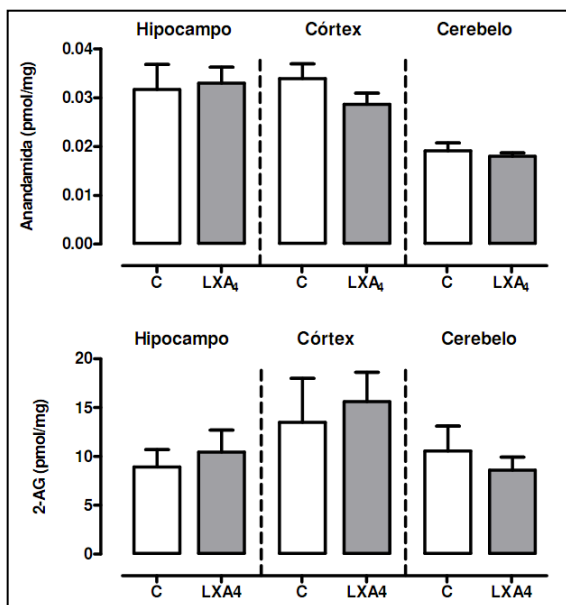 Hipocampo Córtex Cerebelo
Anandamida (pmol/mg)
0.04
0.03
0.02
0.01
0.00
C LXA₄ C LXA₄ C LXA₄
Hipocampo Córtex Cerebelo
2-AG (pmol/mg)
20
15
10
5
0
C LXA4 C LXA4 C LXA4